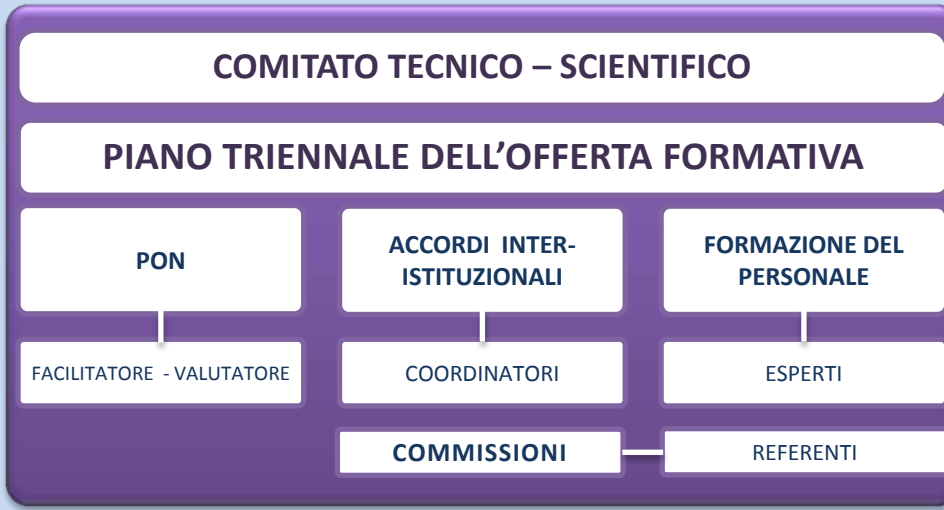 COMITATO TECNICO – SCIENTIFICO
PIANO TRIENNALE DELL’OFFERTA FORMATIVA
PON
ACCORDI INTER-
ISTITUZIONALI
FORMAZIONE DEL
PERSONALE
FACILITATORE - VALUTATORE
COORDINATORI
ESPERTI
COMMISSIONI
REFERENTI